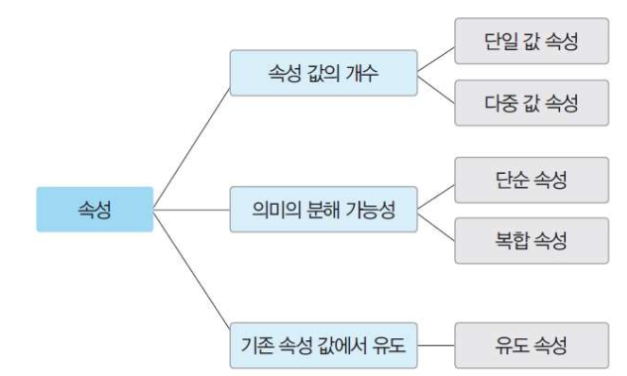 속성
속성 값의 개수
단일 값 속성
다중 값 속성
의미의 분해 가능성
단순 속성
복합 속성
기존 속성 값에서 유도
유도 속성